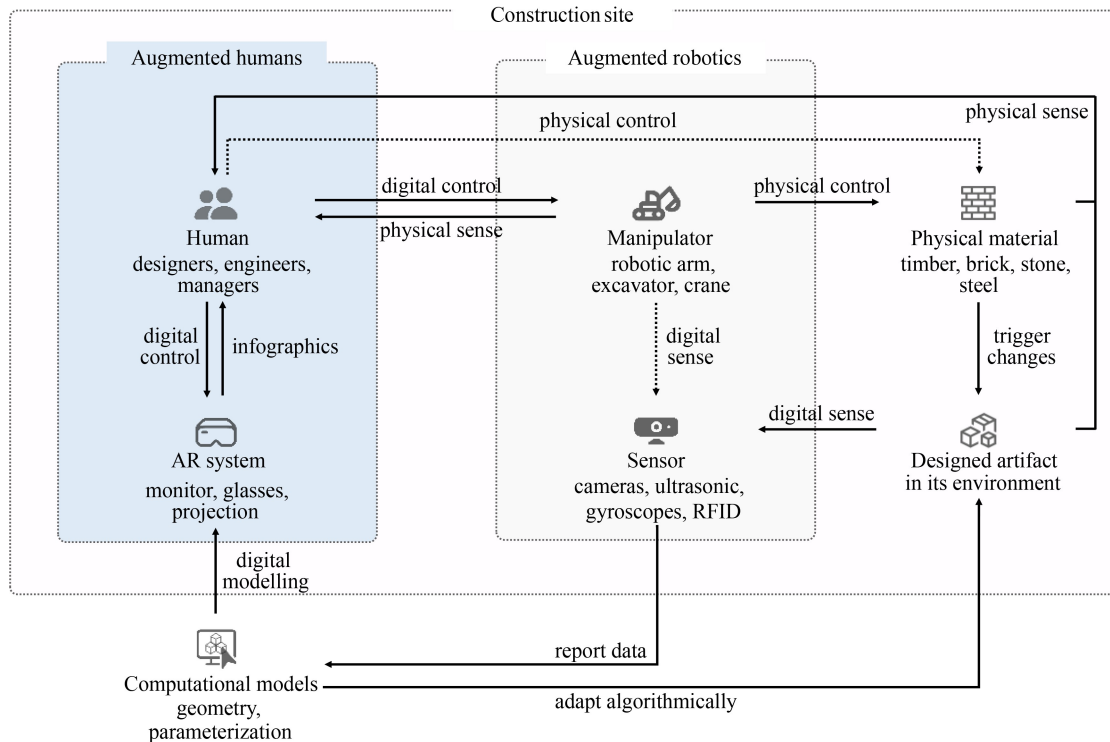 Construction site
Augmented humans
Augmented robotics
physical sense
physical control
digital control
physical sense
physical control
Human
designers, engineers,
managers
Manipulator
robotic arm,
excavator, crane
Physical material
timber, brick, stone,
steel
digital
control
infographics
digital
sense
trigger
changes
digital sense
AR system
monitor, glasses,
projection
Sensor
cameras, ultrasonic,
gyroscopes, RFID
Designed artifact
in its environment
digital
modelling
report data
Computational models
geometry,
parameterization
adapt algorithmically